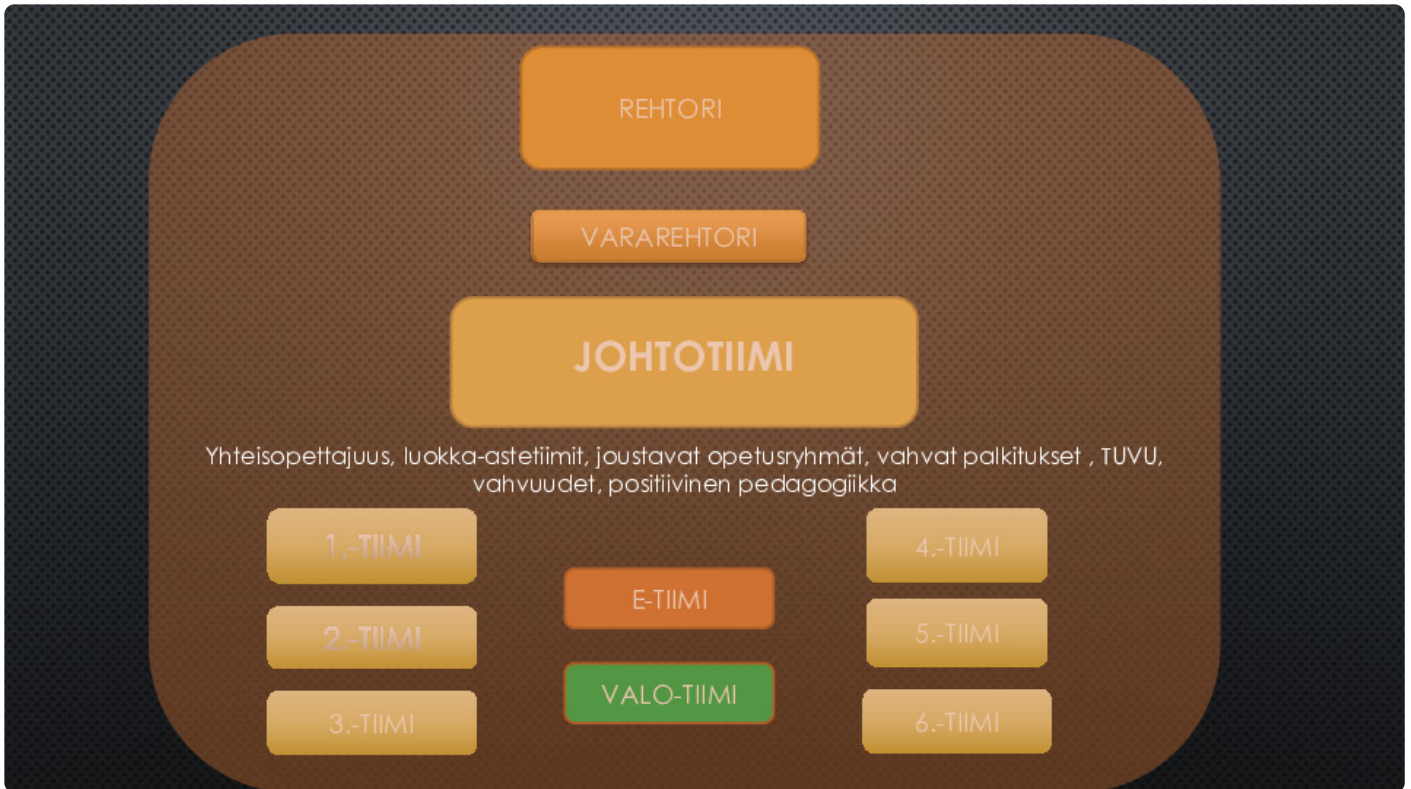 REHTORI
VARAREHTORI
JOHTOTIIMI
Yhteisopettajuus, luokka-astetiimit, joustavat opetusryhmät, vahvat palkitukset , TUVU,
vahvuudet, positiivinen pedagogiikka
1.-TIIMI
2.-TIIMI
3.-TIIMI
E-TIIMI
VALO-TIIMI
4.-TIIMI
5.-TIIMI
6.-TIIMI